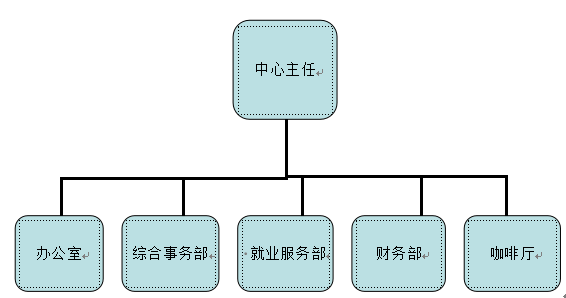 中心主任
办公室
综合事务部
就业服务部
财务部
咖啡厅